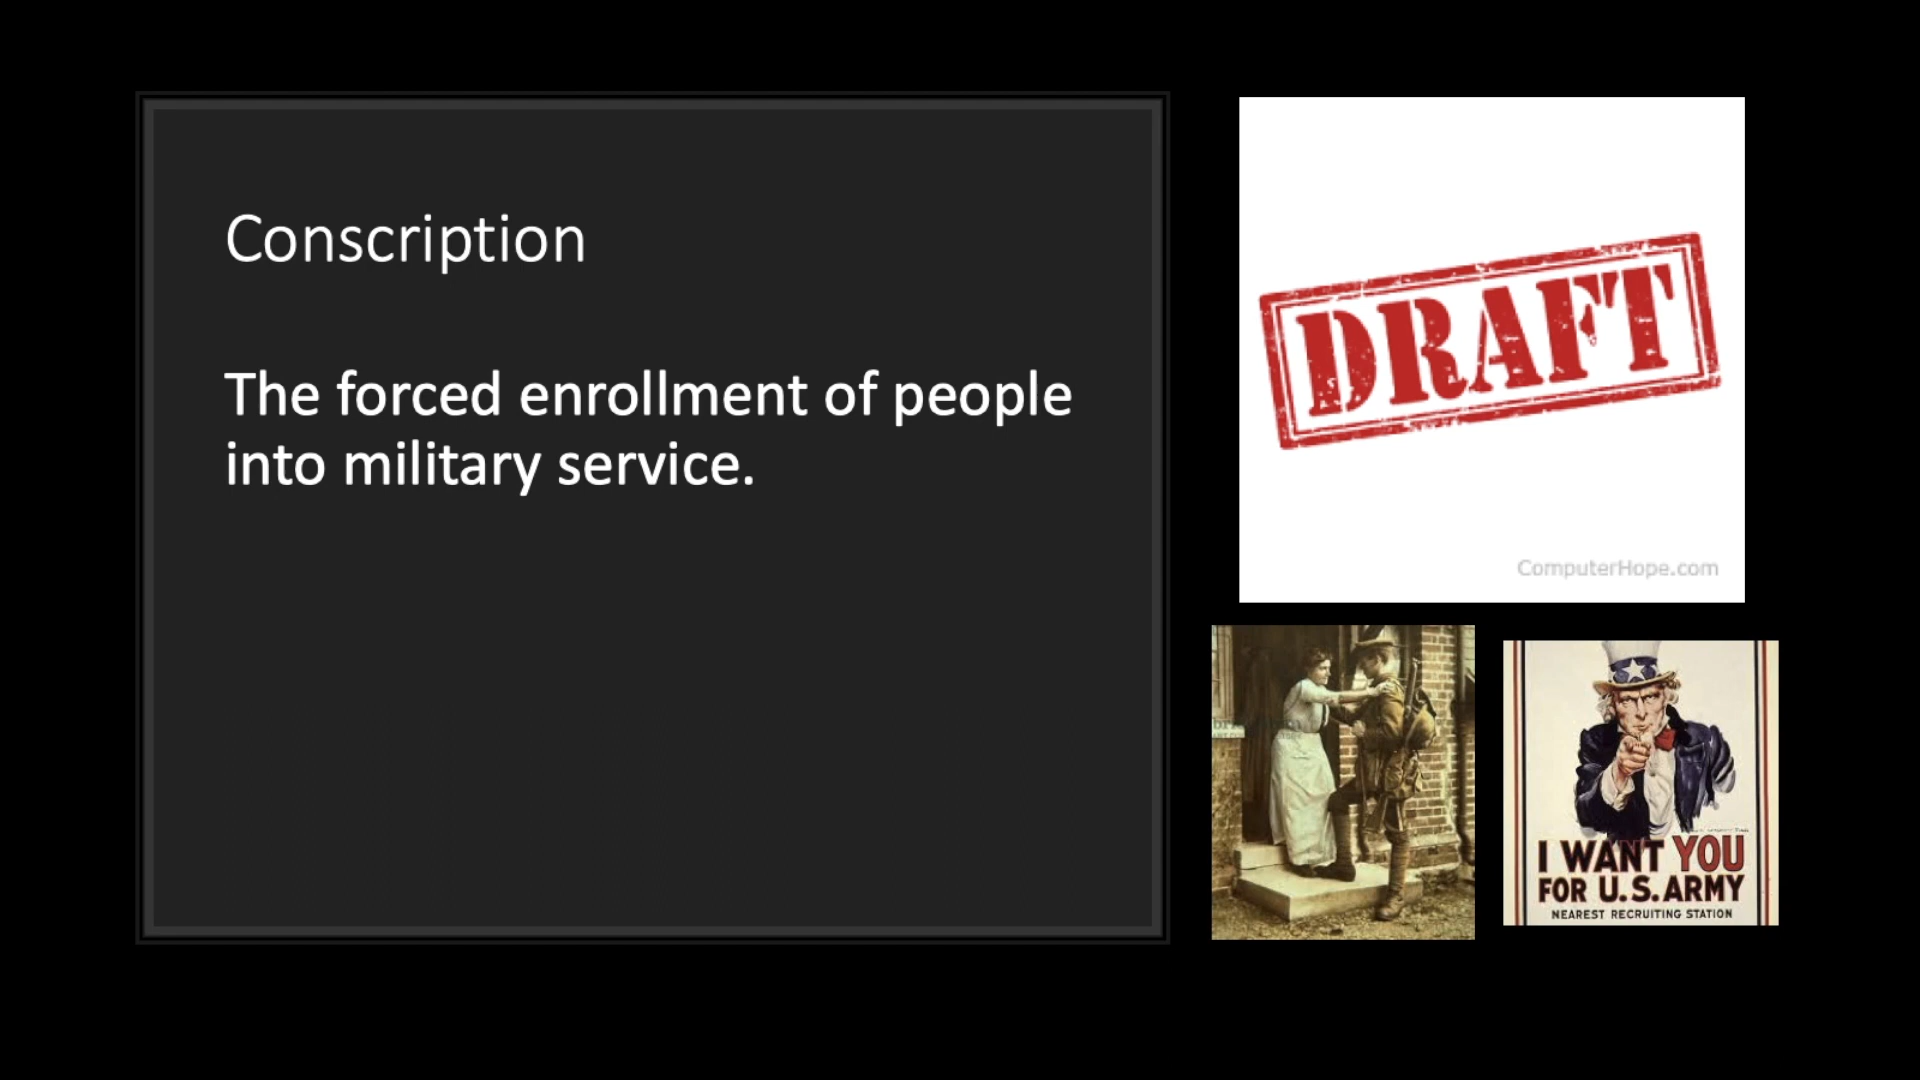 Conscription
The forced enrollment of people
into military service.
DRAFT
ComputerHope.com
I WANT YOU
FOR U.S. ARMY
NEAREST RECRUITING STATION